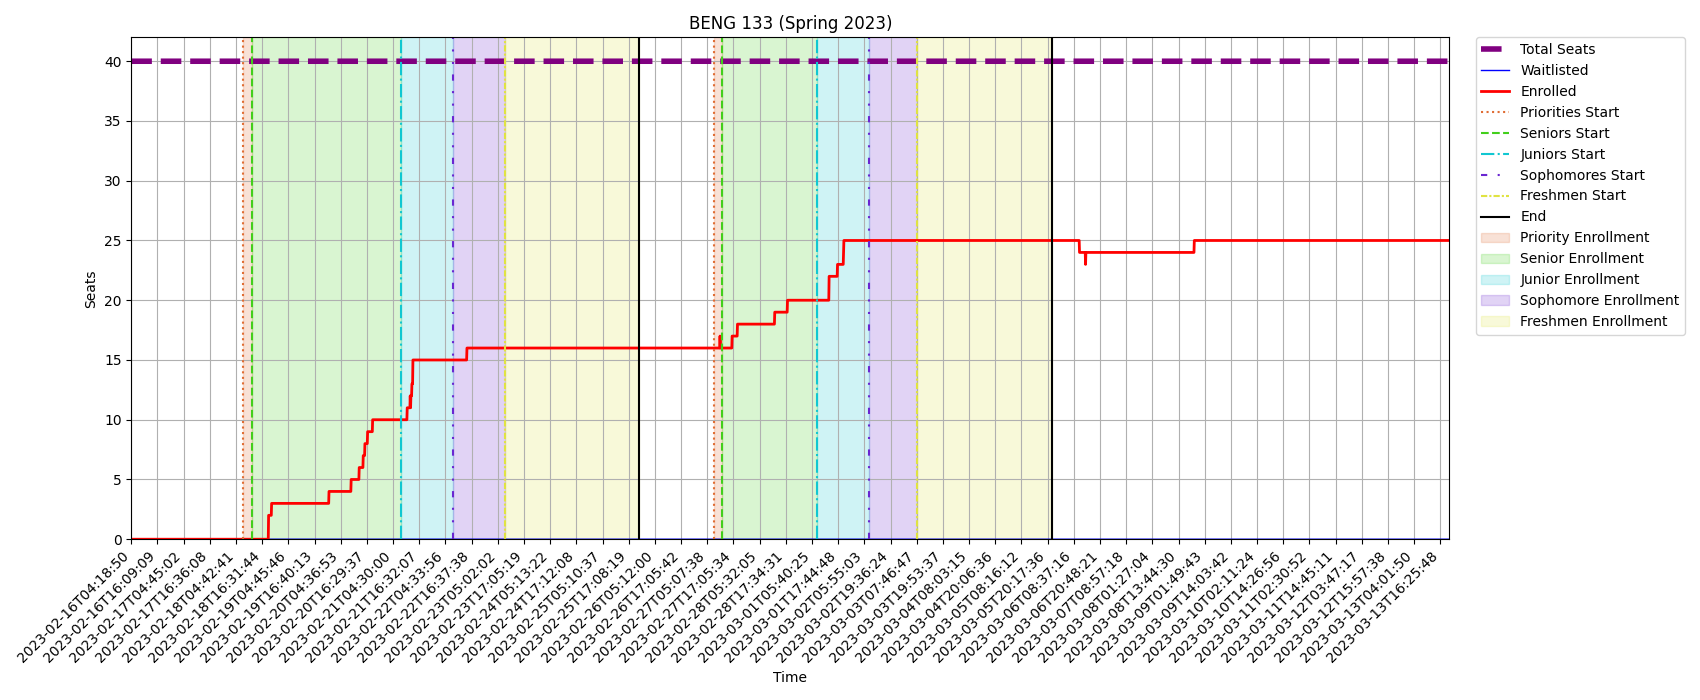 BENG 133 (Spring 2023)
Total Seats
Waitlisted
Enrolled
Priorities Start
Seniors Start
Juniors Start
Sophomores Start
Freshmen Start
End
Priority Enrollment
Senior Enrollment
Junior Enrollment
Sophomore Enrollment
Freshmen Enrollment
Seats
40
35
30
25
20
15
10
5
0
2023-02-16T04:18:50
2023-02-16T16:09:09
2023-02-17T04:45:02
2023-02-17T16:36:08
2023-02-18T04:42:41
2023-02-18T16:31:44
2023-02-19T04:45:46
2023-02-19T16:40:13
2023-02-20T04:36:53
2023-02-20T16:29:37
2023-02-21T04:30:00
2023-02-21T16:32:07
2023-02-22T04:33:56
2023-02-22T16:37:38
2023-02-23T05:02:02
2023-02-23T17:05:19
2023-02-24T05:13:22
2023-02-24T17:12:08
2023-02-25T05:10:37
2023-02-25T17:08:19
2023-02-26T05:12:00
2023-02-26T17:05:42
2023-02-27T05:07:38
2023-02-27T17:05:34
2023-02-28T05:32:05
2023-02-28T17:34:31
2023-03-01T05:40:25
2023-03-01T17:44:48
2023-03-02T05:55:03
2023-03-02T19:36:24
2023-03-03T07:46:47
2023-03-03T19:53:37
2023-03-04T08:03:15
2023-03-04T20:06:36
2023-03-05T08:16:12
2023-03-05T20:17:36
2023-03-06T08:37:16
2023-03-06T20:48:21
2023-03-07T08:57:18
2023-03-08T01:27:04
2023-03-08T13:44:30
2023-03-09T01:49:43
2023-03-09T14:03:42
2023-03-10T02:11:24
2023-03-10T14:26:56
2023-03-11T02:30:52
2023-03-11T14:45:11
2023-03-12T03:47:17
2023-03-12T15:57:38
2023-03-13T04:01:50
2023-03-13T16:25:48
Time